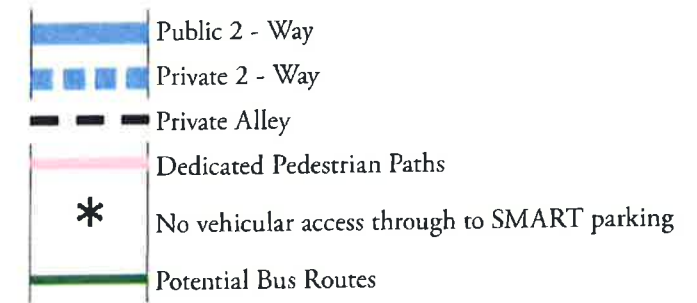 Public 2 - Way
Private 2 - Way
Private Alley
Dedicated Pedestrian Paths
* No vehicular access through to SMART parking
Potential Bus Routes